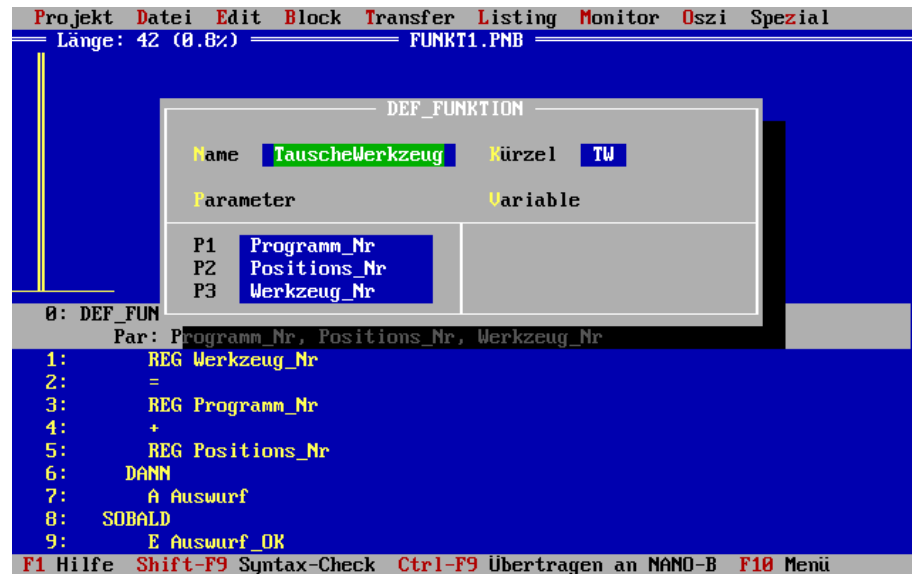 Projekt Datei Edit Block Transfer Listing Monitor Oszi Spezial
Länge: 42 (0.8%) FUNKT1.PNB
DEF_FUNKTION
Name TauscheWerkzeug Kürzel TW
Parameter Variable
P1 Programm_Nr
P2 Positions_Nr
P3 Werkzeug_Nr
0: DEF_FUN
Par: Programm_Nr, Positions_Nr, Werkzeug_Nr
1: REG Werkzeug_Nr
2: =
3: REG Programm_Nr
4: +
5: REG Positions_Nr
6: DANN
7: A Auswurf
8: SOBALD
9: E Auswurf_OK
F1 Hilfe Shift-F9 Syntax-Check Ctrl-F9 Übertragen an NANO-B F10 Menü